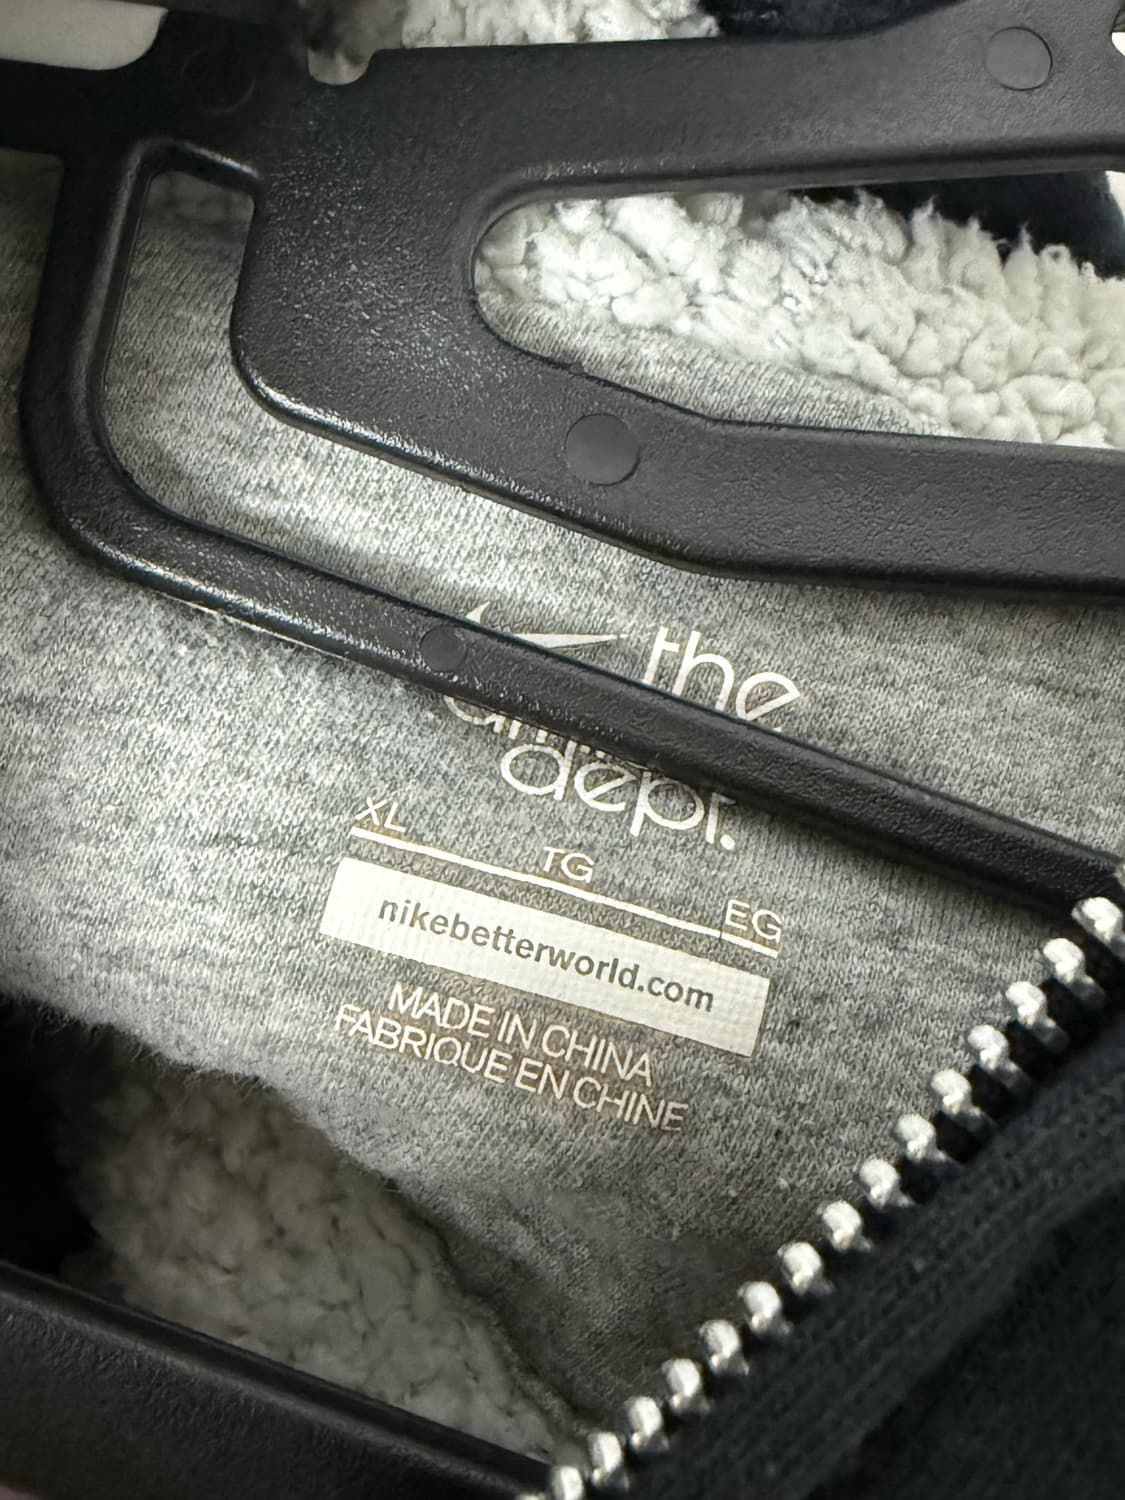 the
dept.
XL
TG
EG
nikebetterworld.com
MADE IN CHINA
FABRIQUE EN CHINE